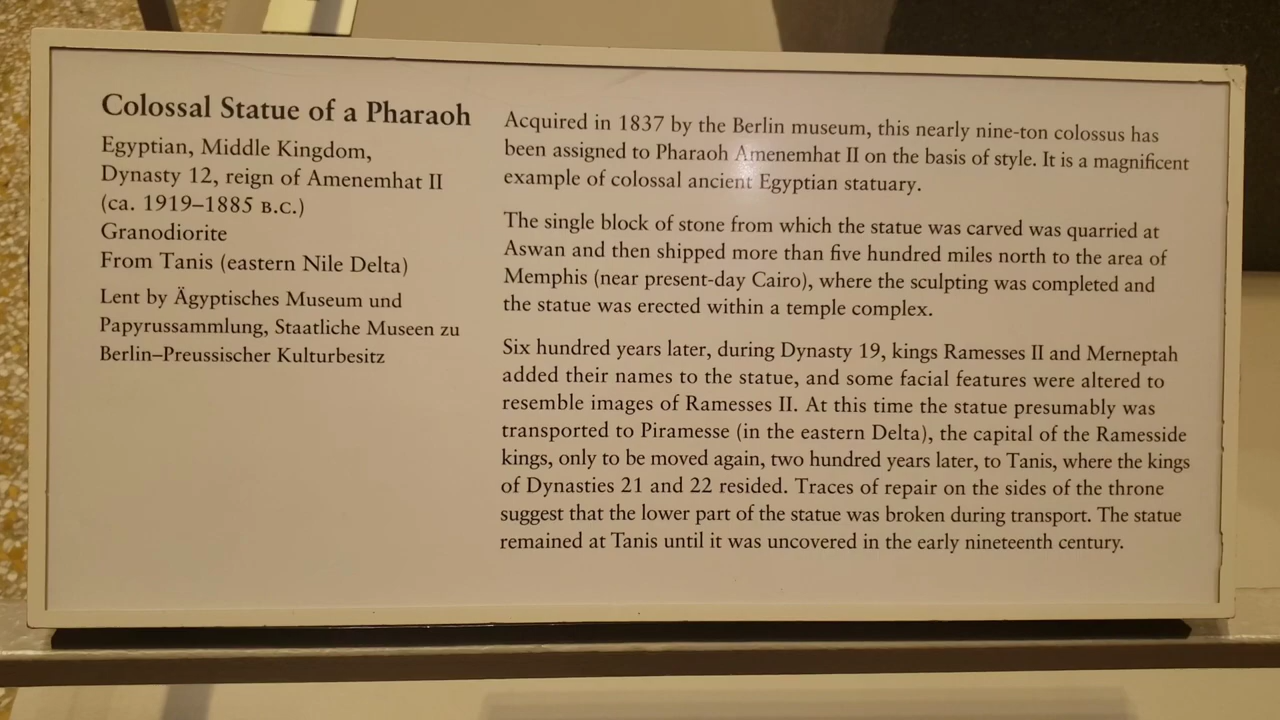 Colossal Statue of a Pharaoh
Egyptian, Middle Kingdom,
Dynasty 12, reign of Amenemhat II
(ca. 1919–1885 B.C.)
Granodiorite
From Tanis (eastern Nile Delta)
Lent by Ägyptisches Museum und
Papyrussammlung, Staatliche Museen zu
Berlin–Preussischer Kulturbesitz
Acquired in 1837 by the Berlin museum, this nearly nine-ton colossus has
been assigned to Pharaoh Amenemhat II on the basis of style. It is a magnificent
example of colossal ancient Egyptian statuary.
The single block of stone from which the statue was carved was quarried at
Aswan and then shipped more than five hundred miles north to the area of
Memphis (near present-day Cairo), where the sculpting was completed and
the statue was erected within a temple complex.
Six hundred years later, during Dynasty 19, kings Ramesses II and Merneptah
added their names to the statue, and some facial features were altered to
resemble images of Ramesses II. At this time the statue presumably was
transported to Piramesse (in the eastern Delta), the capital of the Ramesside
kings, only to be moved again, two hundred years later, to Tanis, where the kings
of Dynasties 21 and 22 resided. Traces of repair on the sides of the throne
suggest that the lower part of the statue was broken during transport. The statue
remained at Tanis until it was uncovered in the early nineteenth century.